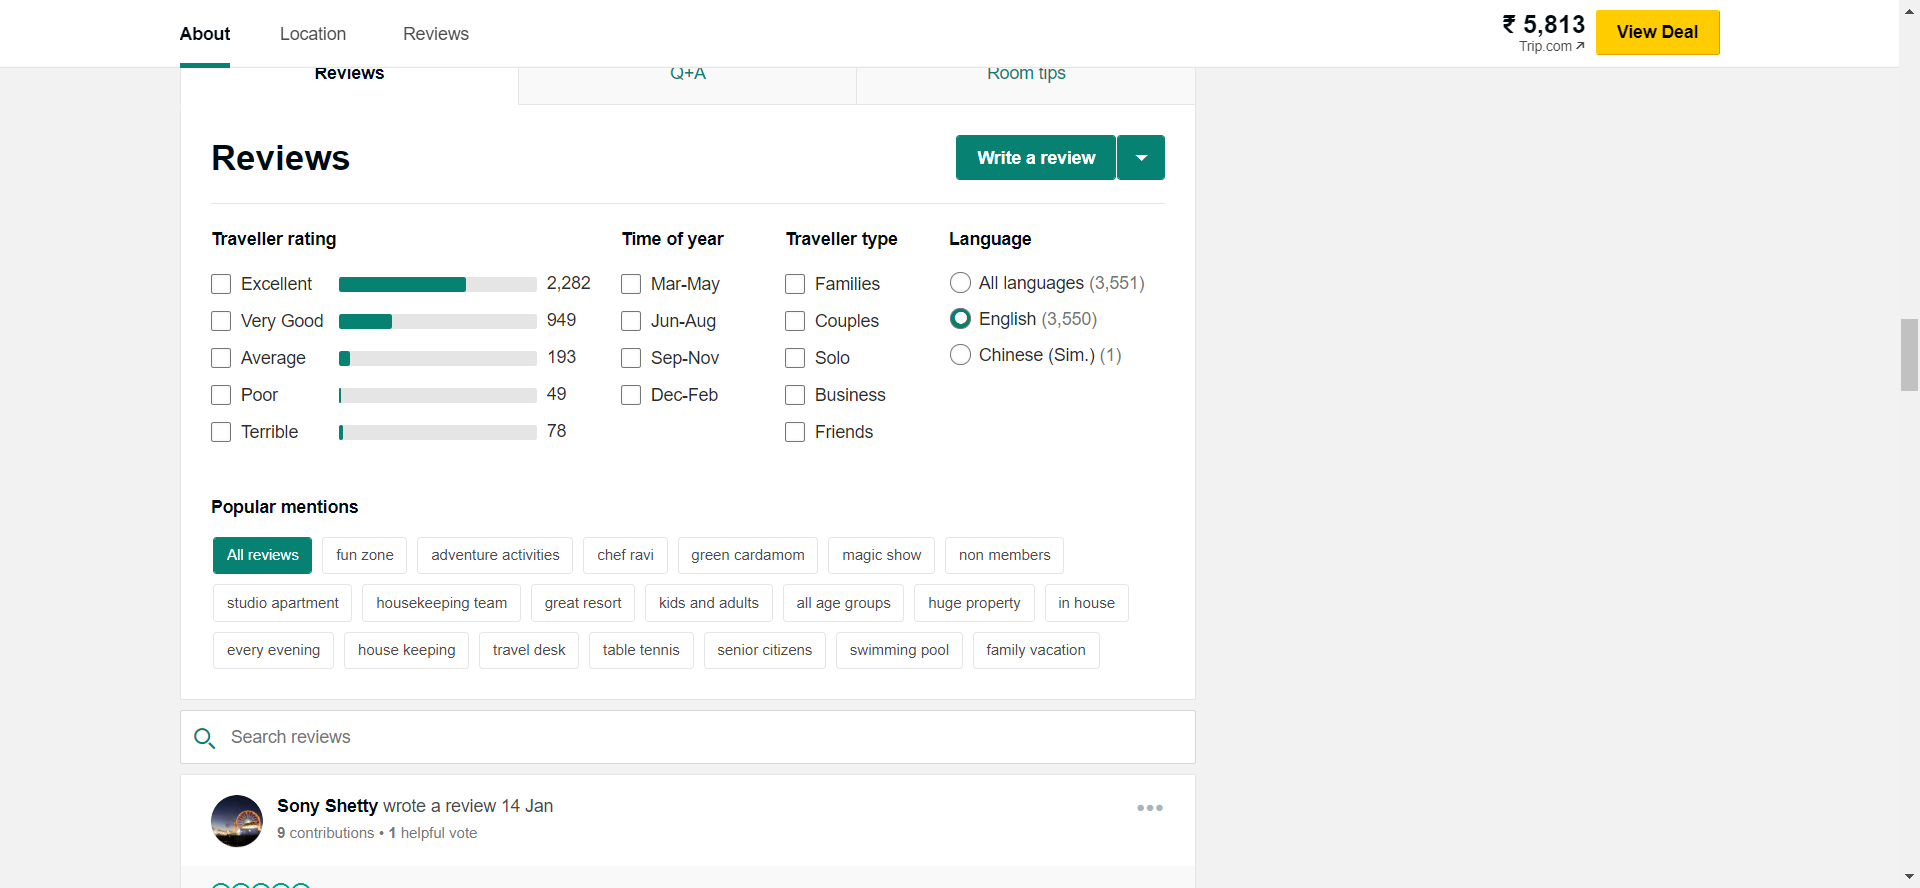 About Location Reviews
₹ 5,813
Trip.com
View Deal
Reviews Q+A Room tips
Reviews
Write a review
Traveller rating
Excellent 2,282
Very Good 949
Average 193
Poor 49
Terrible 78
Time of year
Mar-May
Jun-Aug
Sep-Nov
Dec-Feb
Traveller type
Families
Couples
Solo
Business
Friends
Language
All languages (3,551)
English (3,550)
Chinese (Sim.) (1)
Popular mentions
All reviews fun zone adventure activities chef ravi green cardamom magic show non members
studio apartment housekeeping team great resort kids and adults all age groups huge property in house
every evening house keeping travel desk table tennis senior citizens swimming pool family vacation
Search reviews
Sony Shetty wrote a review 14 Jan
9 contributions • 1 helpful vote